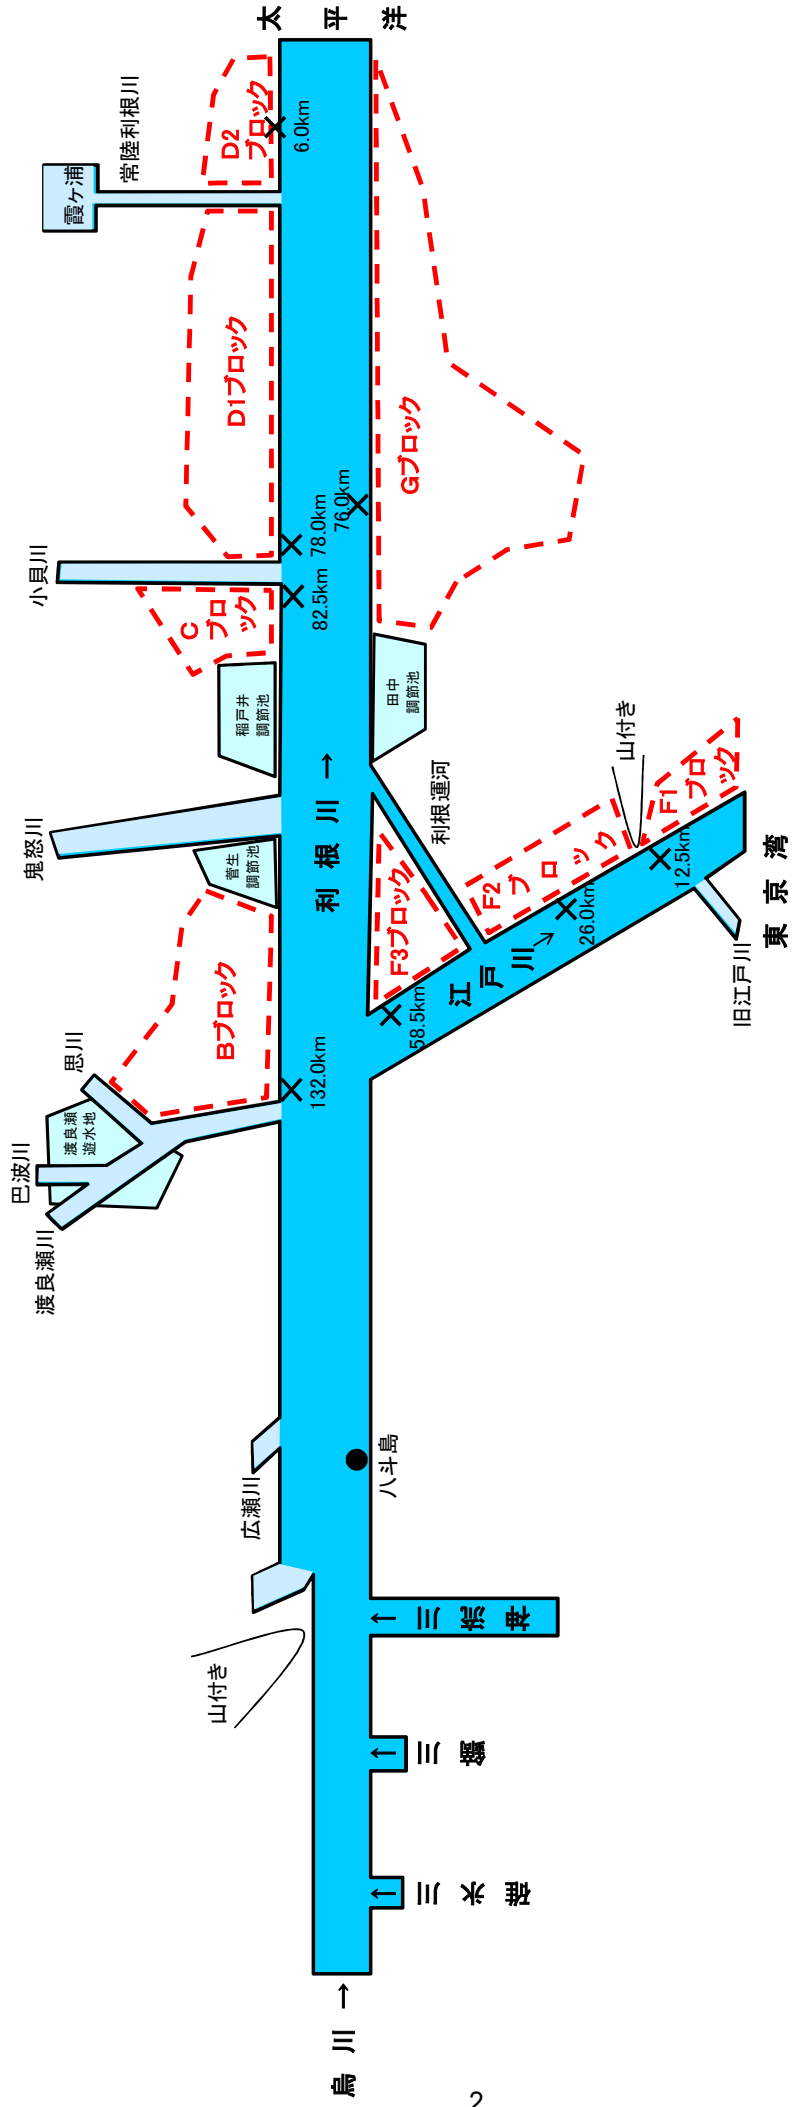 太平洋
霞ヶ浦
常陸利根川
D2
ブロック
6.0km
D1ブロック
Gブロック
小貝川
78.0km
76.0km
C
ブロ
ック
82.5km
稲戸井
調節池
田中
調節池
鬼怒川
菅生
調節池
利根川→
利根運河
山付き
F1
ブロ
ック
12.5km
F2
ブロック
26.0km
F3ブロック
58.5km
江戸川→
旧江戸川
東京湾
Bブロック
132.0km
思川
渡良瀬
遊水地
巴波川
渡良瀬川
広瀬川
八斗島
山付き
神流川
→
鏑川
→
碓氷川
→
烏川→
2